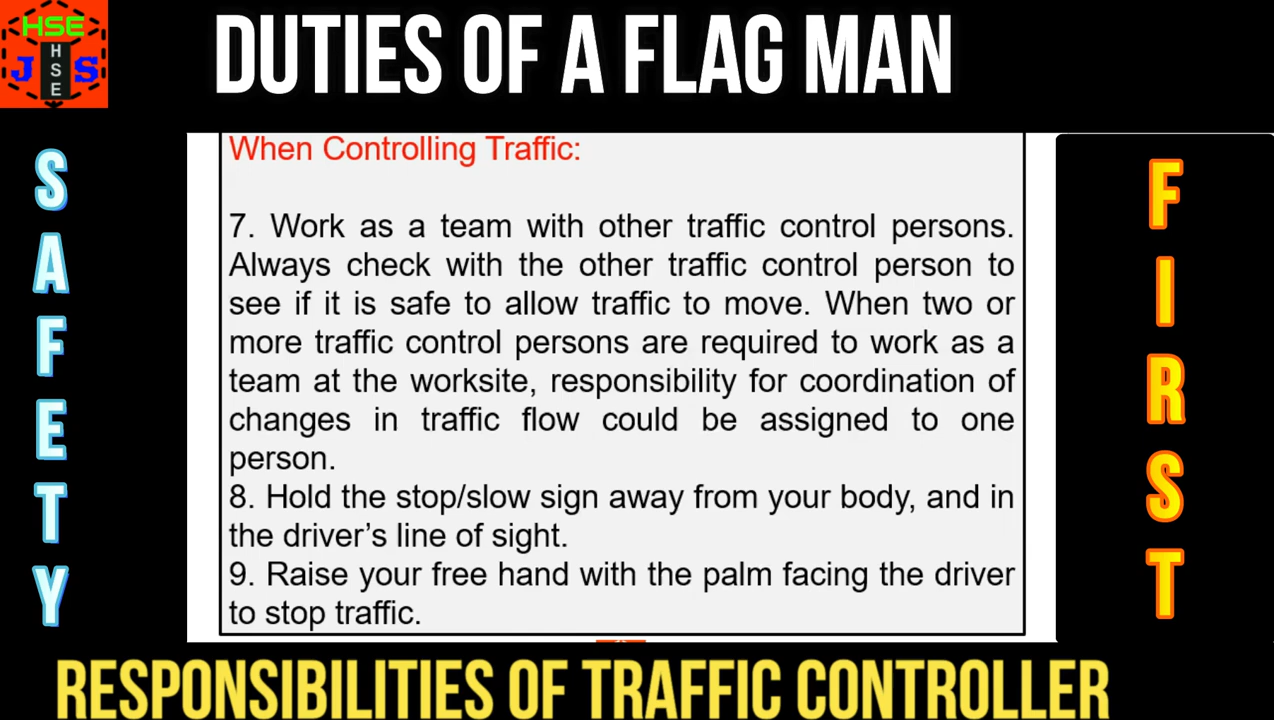 HSE
J HSE S
DUTIES OF A FLAG MAN
SAFETY
When Controlling Traffic:
7. Work as a team with other traffic control persons.
Always check with the other traffic control person to
see if it is safe to allow traffic to move. When two or
more traffic control persons are required to work as a
team at the worksite, responsibility for coordination of
changes in traffic flow could be assigned to one
person.
8. Hold the stop/slow sign away from your body, and in
the driver’s line of sight.
9. Raise your free hand with the palm facing the driver
to stop traffic.
FIRST
RESPONSIBILITIES OF TRAFFIC CONTROLLER